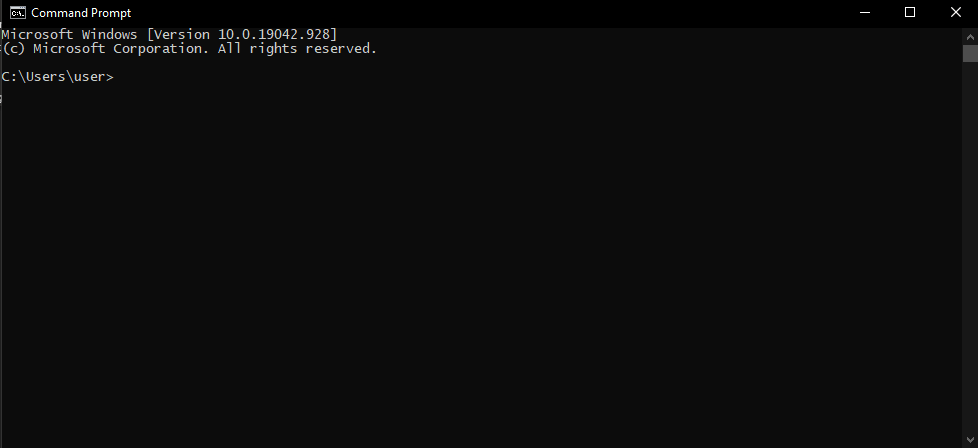 Command Prompt
Microsoft Windows [Version 10.0.19042.928]
(c) Microsoft Corporation. All rights reserved.
C:\Users\user>